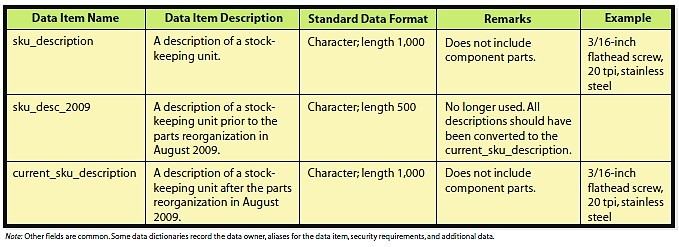 Data Item Name Data Item Description Standard Data Format Remarks Example
sku_description A description of a stock- Character; length 1,000 Does not include 3/16-inch
keeping unit. component parts. flathead screw,
20 tpi, stainless
steel
sku_desc_2009 A description of a stock- Character; length 500 No longer used. All
keeping unit prior to the descriptions should have
parts reorganization in been converted to the
August 2009. current_sku_description.
current_sku_description A description of a stock- Character; length 1,000 Does not include 3/16-inch
keeping unit after the parts component parts. flathead screw,
reorganization in August 20 tpi, stainless
2009. steel
Note: Other fields are common. Some data dictionaries record the data owner, aliases for the data item, security requirements, and additional data.